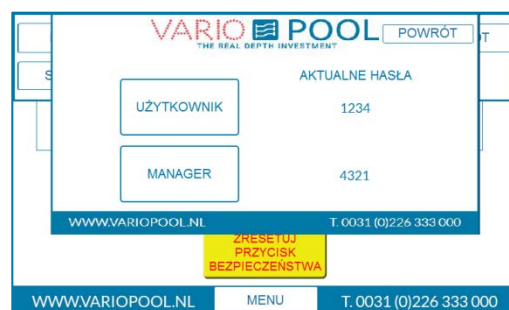 VARIO POOL
THE REAL DEPTH INVESTMENT
POWRÓT
AKTUALNE HASŁA
UŻYTKOWNIK
1234
MANAGER
4321
WWW.VARIOPOOL.NL
T. 0031 (0)226 333 000
ZRESETUJ
PRZYCISK
BEZPIECZEŃSTWA
WWW.VARIOPOOL.NL
MENU
T. 0031 (0)226 333 000